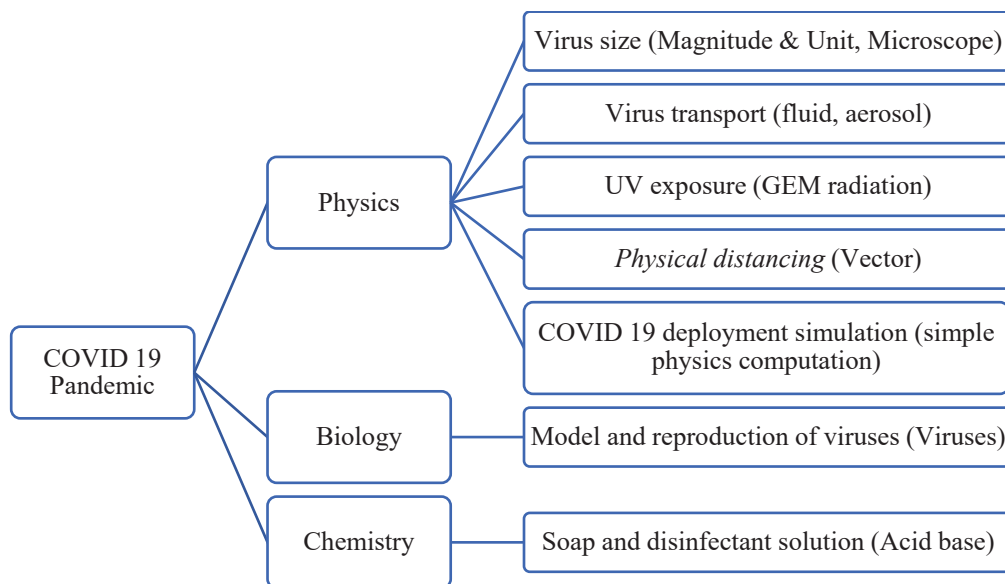 Virus size (Magnitude & Unit, Microscope)
Virus transport (fluid, aerosol)
Physics
UV exposure (GEM radiation)
Physical distancing (Vector)
COVID 19 deployment simulation (simple
physics computation)
COVID 19
Pandemic
Biology
Model and reproduction of viruses (Viruses)
Chemistry
Soap and disinfectant solution (Acid base)